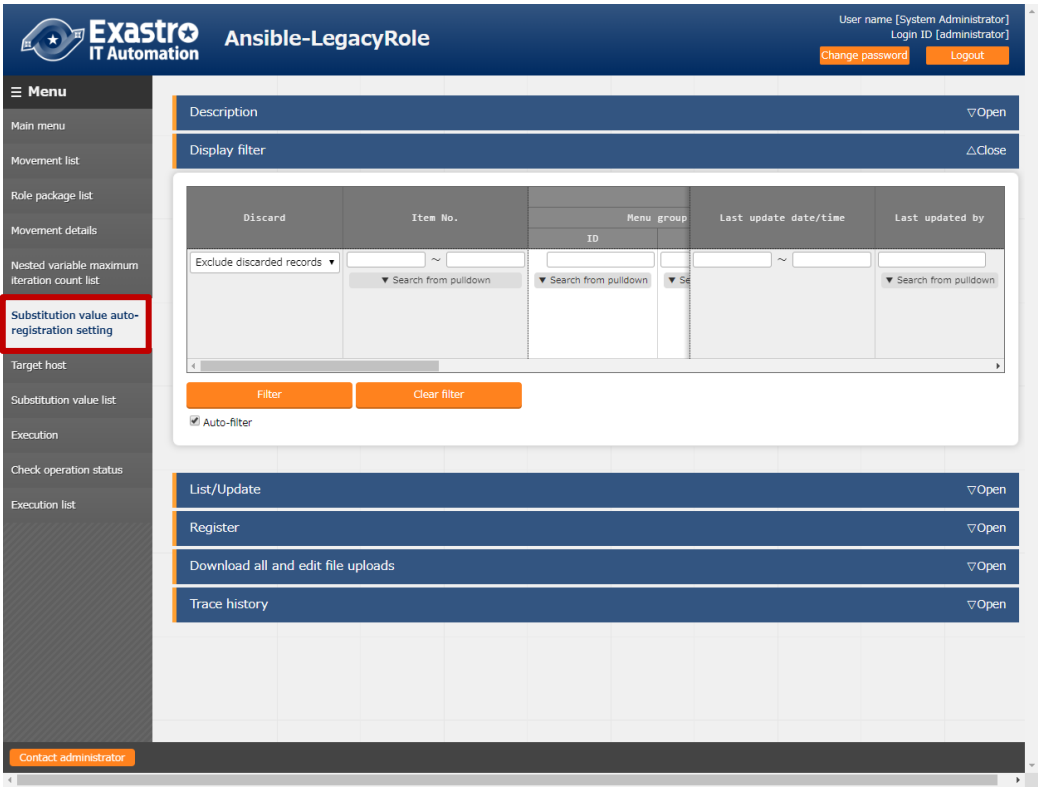 Exastro
IT Automation
Ansible-LegacyRole
User name [System Administrator]
Login ID [administrator]
Change password
Logout
☰ Menu
Main menu
Movement list
Role package list
Movement details
Nested variable maximum
iteration count list
Substitution value auto-
registration setting
Target host
Substitution value list
Execution
Check operation status
Execution list
Description
▽Open
Display filter
△Close
Discard
Item No.
Menu group
ID
Last update date/time
Last updated by
Exclude discarded records ▼
~
▼ Search from pulldown
▼ Search from pulldown
▼ Se
~
▼ Search from pulldown
Filter
Clear filter
Auto-filter
List/Update
▽Open
Register
▽Open
Download all and edit file uploads
▽Open
Trace history
▽Open
Contact administrator